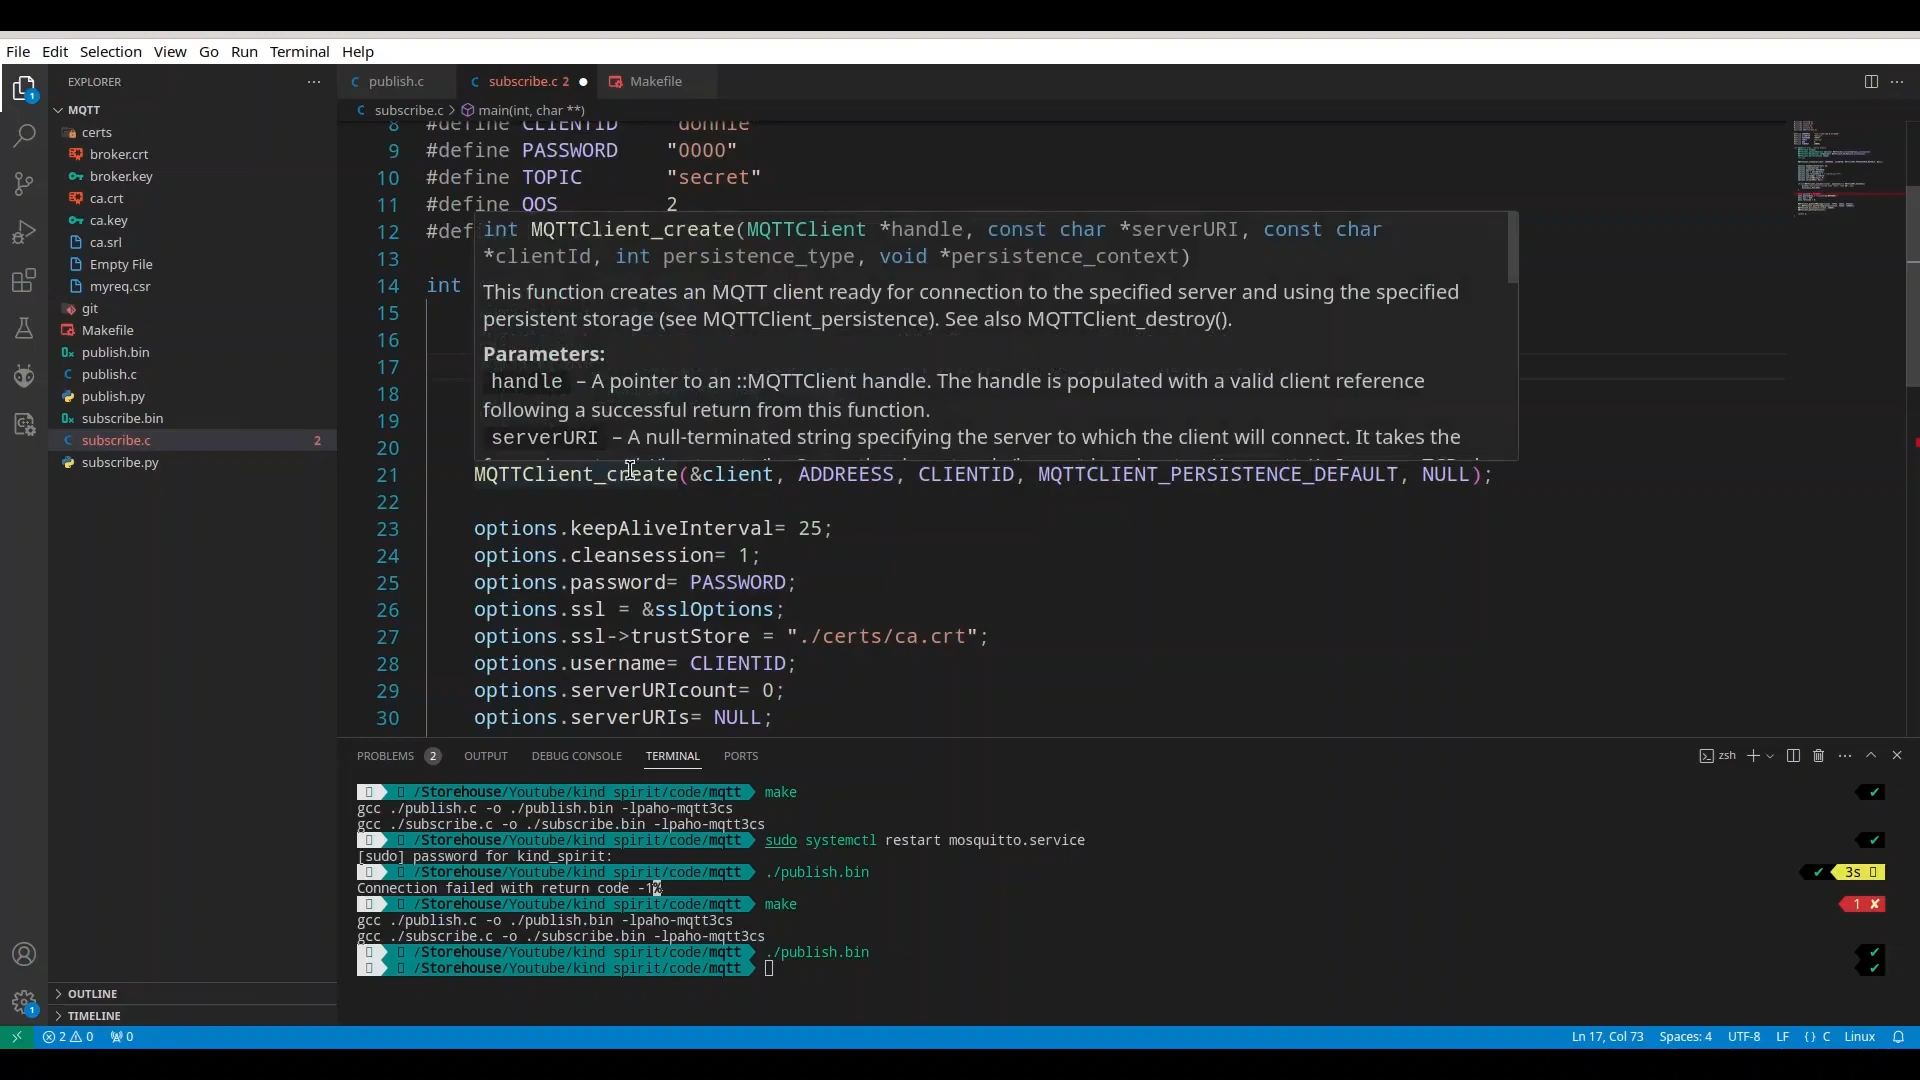 File Edit Selection View Go Run Terminal Help
EXPLORER
MQTT
certs
broker.crt
broker.key
ca.crt
ca.key
ca.srl
Empty File
myreq.csr
git
Makefile
publish.bin
publish.c
publish.py
subscribe.bin
subscribe.c 2
subscribe.py
OUTLINE
TIMELINE
publish.c subscribe.c 2 Makefile
subscribe.c > main(int, char **)
8 #define CLIENTID "donnie"
9 #define PASSWORD "0000"
10 #define TOPIC "secret"
11 #define QOS 2
12 #def
13
14 int
15
16
17
18
19
20
int MQTTClient_create(MQTTClient *handle, const char *serverURI, const char
*clientId, int persistence_type, void *persistence_context)
This function creates an MQTT client ready for connection to the specified server and using the specified
persistent storage (see MQTTClient_persistence). See also MQTTClient_destroy().
Parameters:
handle – A pointer to an ::MQTTClient handle. The handle is populated with a valid client reference
following a successful return from this function.
serverURI – A null-terminated string specifying the server to which the client will connect. It takes the
21 MQTTClient_create(&client, ADDREESS, CLIENTID, MQTTCLIENT_PERSISTENCE_DEFAULT, NULL);
22
23 options.keepAliveInterval= 25;
24 options.cleansession= 1;
25 options.password= PASSWORD;
26 options.ssl = &sslOptions;
27 options.ssl->trustStore = "./certs/ca.crt";
28 options.username= CLIENTID;
29 options.serverURIcount= 0;
30 options.serverURIs= NULL;
PROBLEMS 2 OUTPUT DEBUG CONSOLE TERMINAL PORTS
zsh
/Storehouse/Youtube/kind spirit/code/mqtt make
gcc ./publish.c -o ./publish.bin -lpaho-mqtt3cs
gcc ./subscribe.c -o ./subscribe.bin -lpaho-mqtt3cs
/Storehouse/Youtube/kind spirit/code/mqtt sudo systemctl restart mosquitto.service
[sudo] password for kind_spirit:
/Storehouse/Youtube/kind spirit/code/mqtt ./publish.bin 3s
Connection failed with return code -1%
/Storehouse/Youtube/kind spirit/code/mqtt make 1
gcc ./publish.c -o ./publish.bin -lpaho-mqtt3cs
gcc ./subscribe.c -o ./subscribe.bin -lpaho-mqtt3cs
/Storehouse/Youtube/kind spirit/code/mqtt ./publish.bin
/Storehouse/Youtube/kind spirit/code/mqtt
2 0 0 Ln 17, Col 73 Spaces: 4 UTF-8 LF {} C Linux